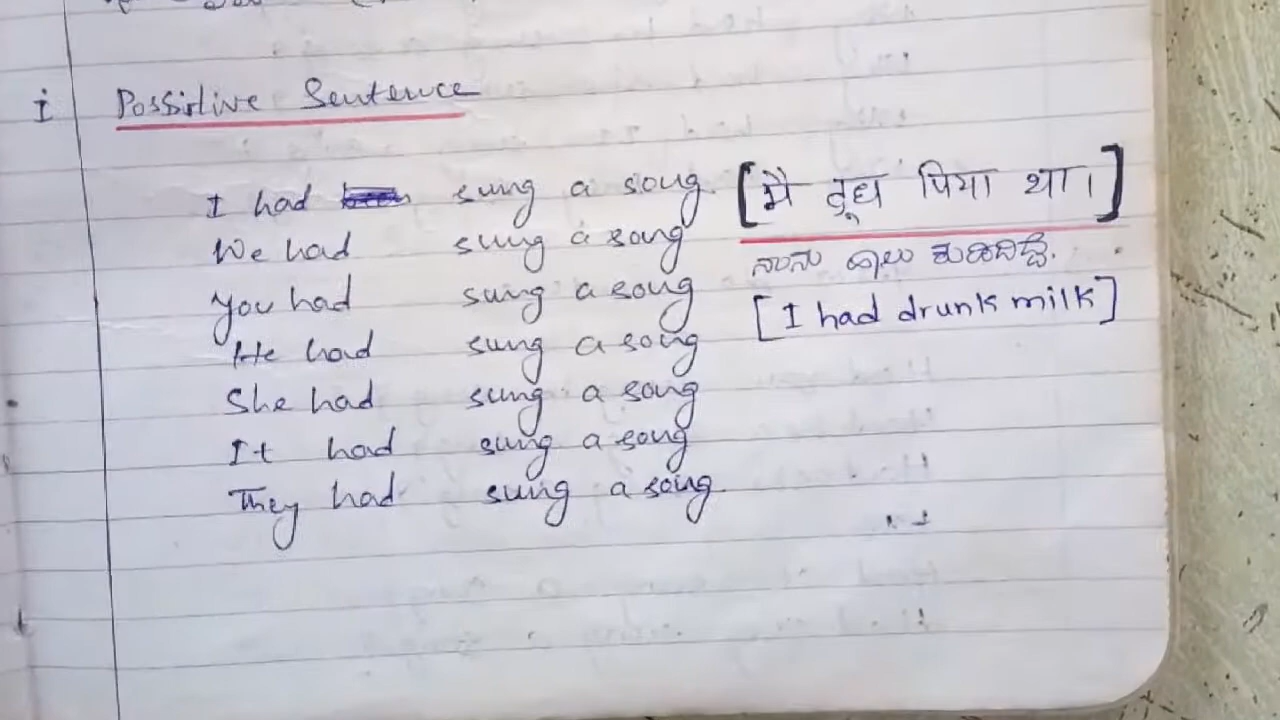 i Possitive Sentence
I had sung a song. [मै दूध पिया था।]
We had sung a song
ನಾನು ಹಾಲು ಕುಡಿದಿದ್ದೆ.
You had sung a song [I had drunk milk]
He had sung a song
She had sung a song
It had sung a song
They had sung a song.